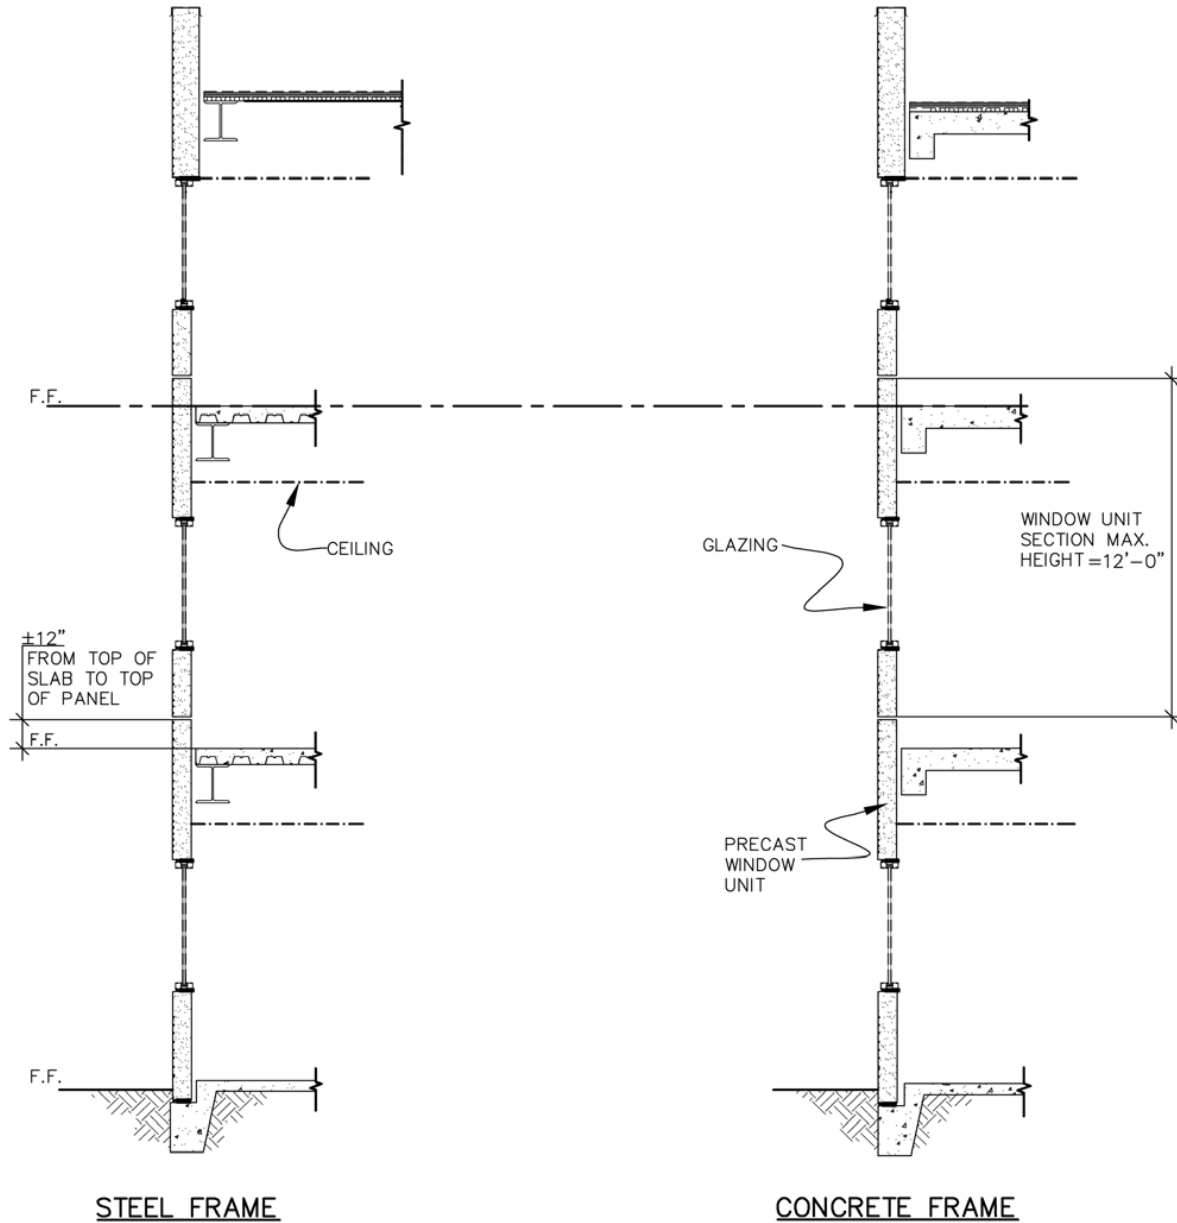 F.F.
CEILING
GLAZING
WINDOW UNIT
SECTION MAX.
HEIGHT=12'-0"
±12"
FROM TOP OF
SLAB TO TOP
OF PANEL
F.F.
PRECAST
WINDOW
UNIT
F.F.
STEEL FRAME
CONCRETE FRAME